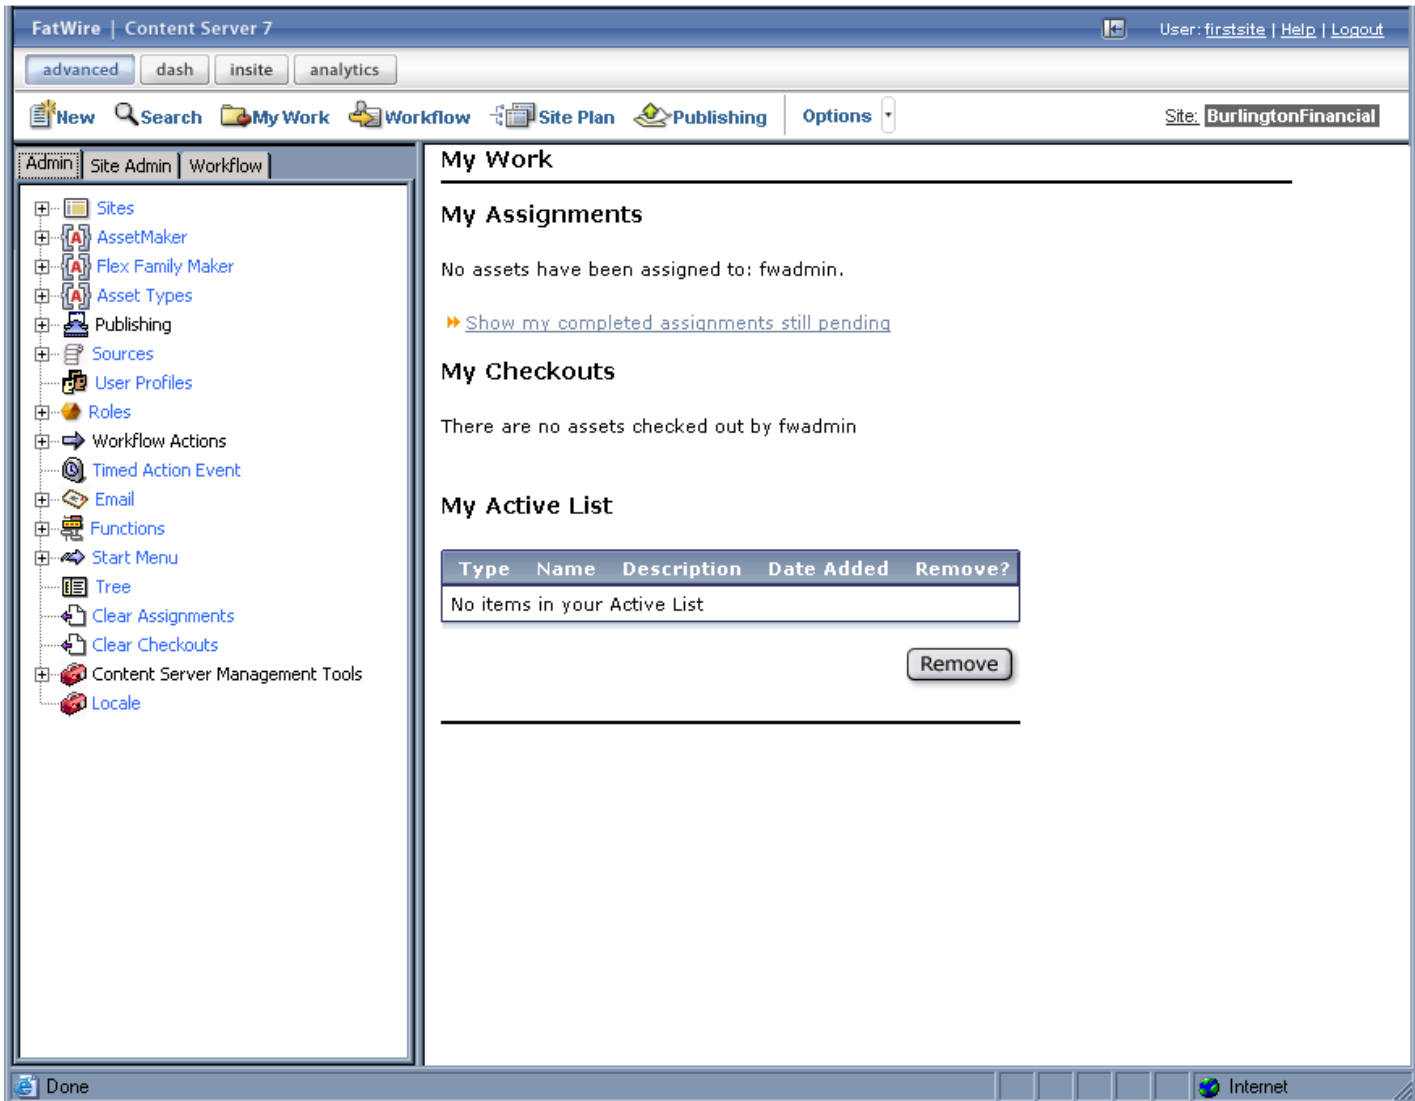 FatWire | Content Server 7
User: firstsite | Help | Logout
advanced dash insite analytics
New Search My Work Workflow Site Plan Publishing Options Site: BurlingtonFinancial
Admin Site Admin Workflow
Sites
AssetMaker
Flex Family Maker
Asset Types
Publishing
Sources
User Profiles
Roles
Workflow Actions
Timed Action Event
Email
Functions
Start Menu
Tree
Clear Assignments
Clear Checkouts
Content Server Management Tools
Locale
My Work
My Assignments
No assets have been assigned to: fwadmin.
Show my completed assignments still pending
My Checkouts
There are no assets checked out by fwadmin
My Active List
Type Name Description Date Added Remove?
No items in your Active List
Remove
Done
Internet